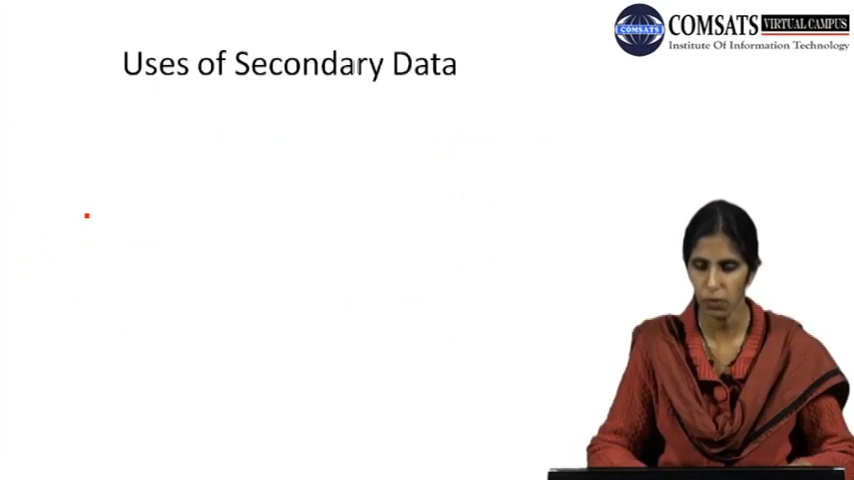 COMSATS VIRTUAL CAMPUS
COMSATS Institute Of Information Technology
Uses of Secondary Data